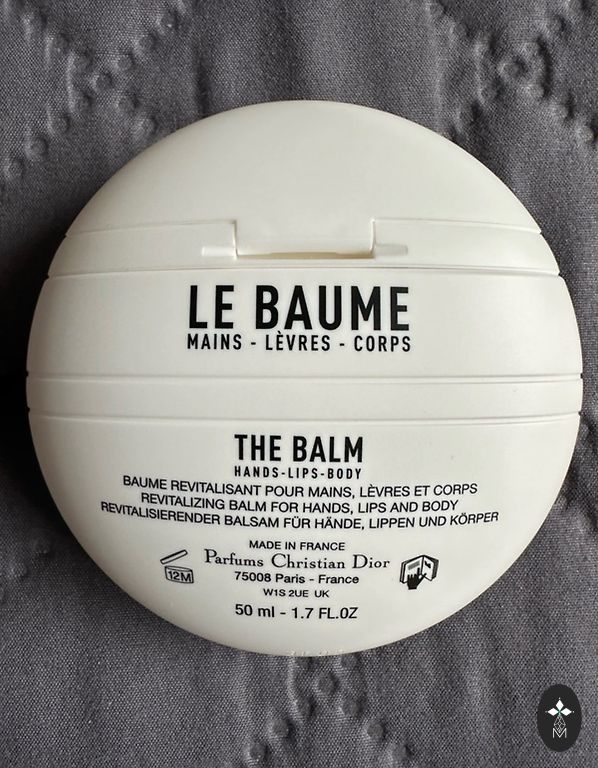 LE BAUME
MAINS - LÈVRES - CORPS
THE BALM
HANDS-LIPS-BODY
BAUME REVITALISANT POUR MAINS, LÈVRES ET CORPS
REVITALIZING BALM FOR HANDS, LIPS AND BODY
REVITALISIERENDER BALSAM FÜR HÄNDE, LIPPEN UND KÖRPER
MADE IN FRANCE
Parfums Christian Dior
12M
75008 Paris - France
W1S 2UE UK
50 ml - 1.7 FL.OZ
M